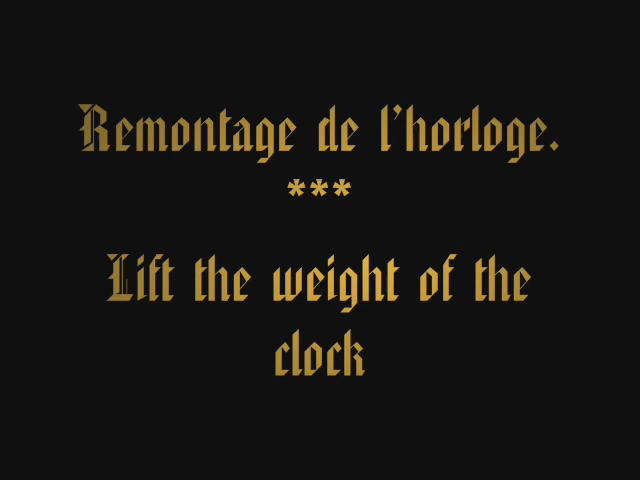 Remontage de l'horloge.
***
Lift the weight of the
clock